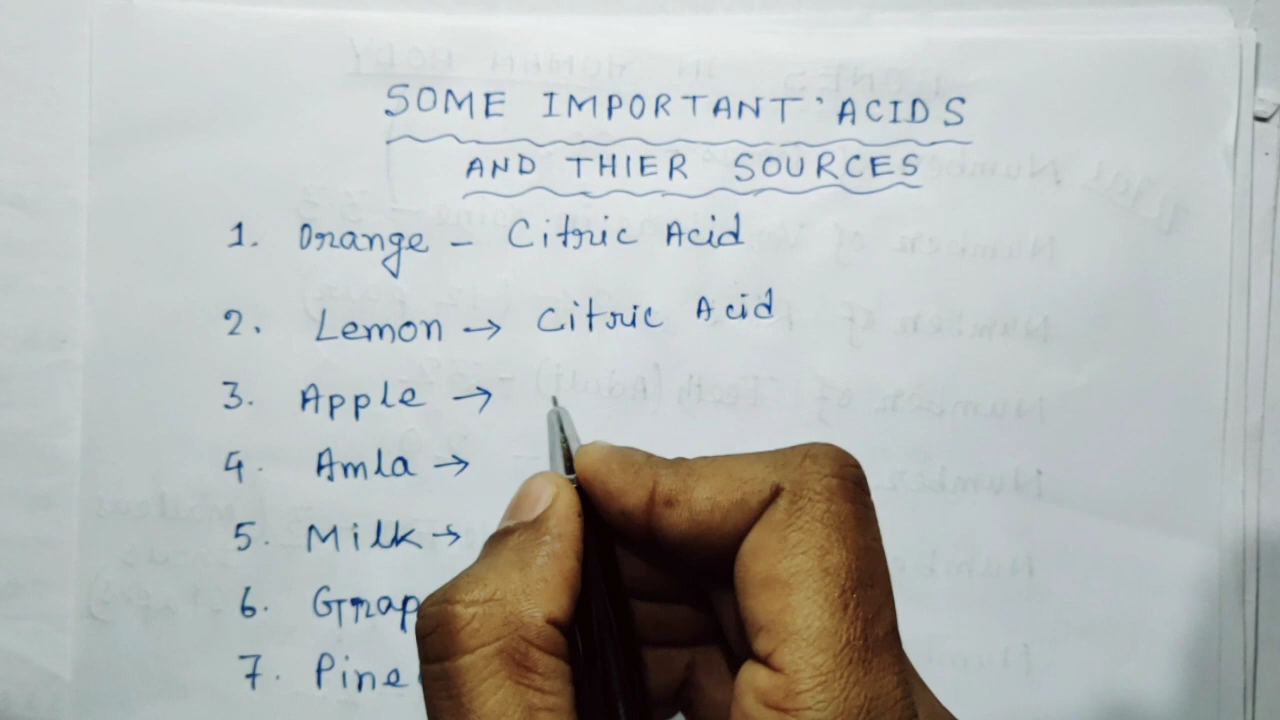 SOME IMPORTANT ACIDS
AND THIER SOURCES
1. Orange - Citric Acid
2. Lemon → Citric Acid
3. Apple →
4. Amla →
5. Milk →
6. Grap
7. Pine